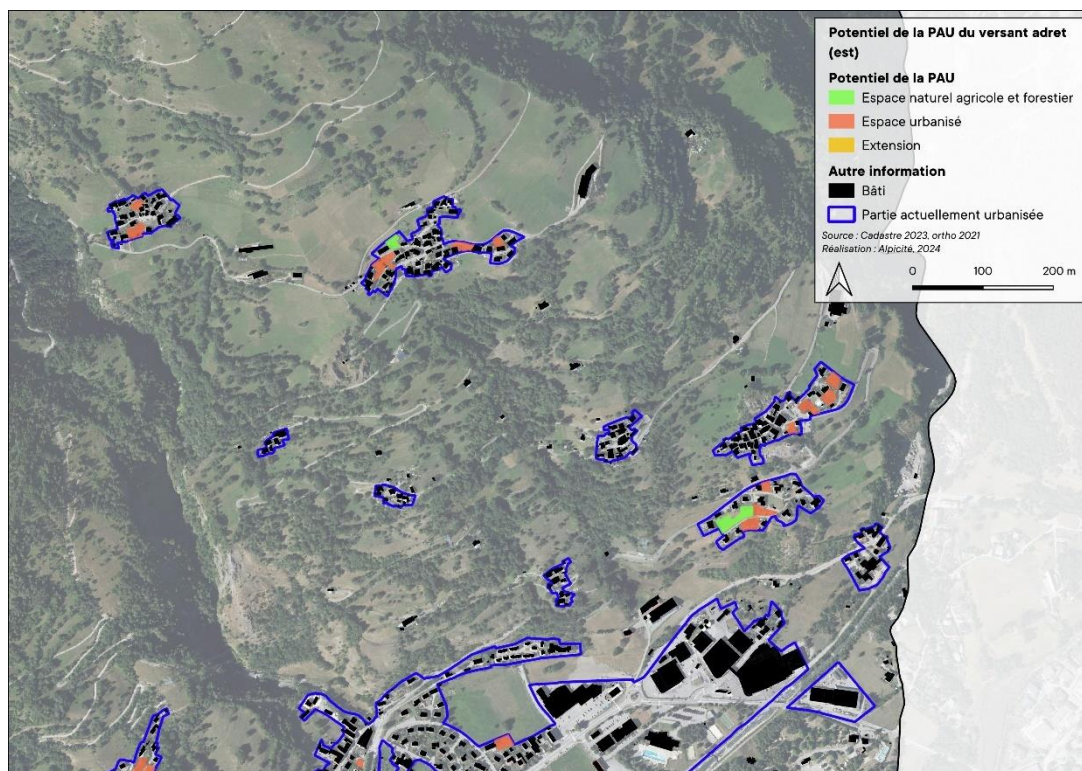 Potentiel de la PAU du versant adret
(est)
Potentiel de la PAU
Espace naturel agricole et forestier
Espace urbanisé
Extension
Autre information
Bâti
Partie actuellement urbanisée
Source : Cadastre 2023, ortho 2021
Réalisation : Alpicité, 2024
0 100 200 m